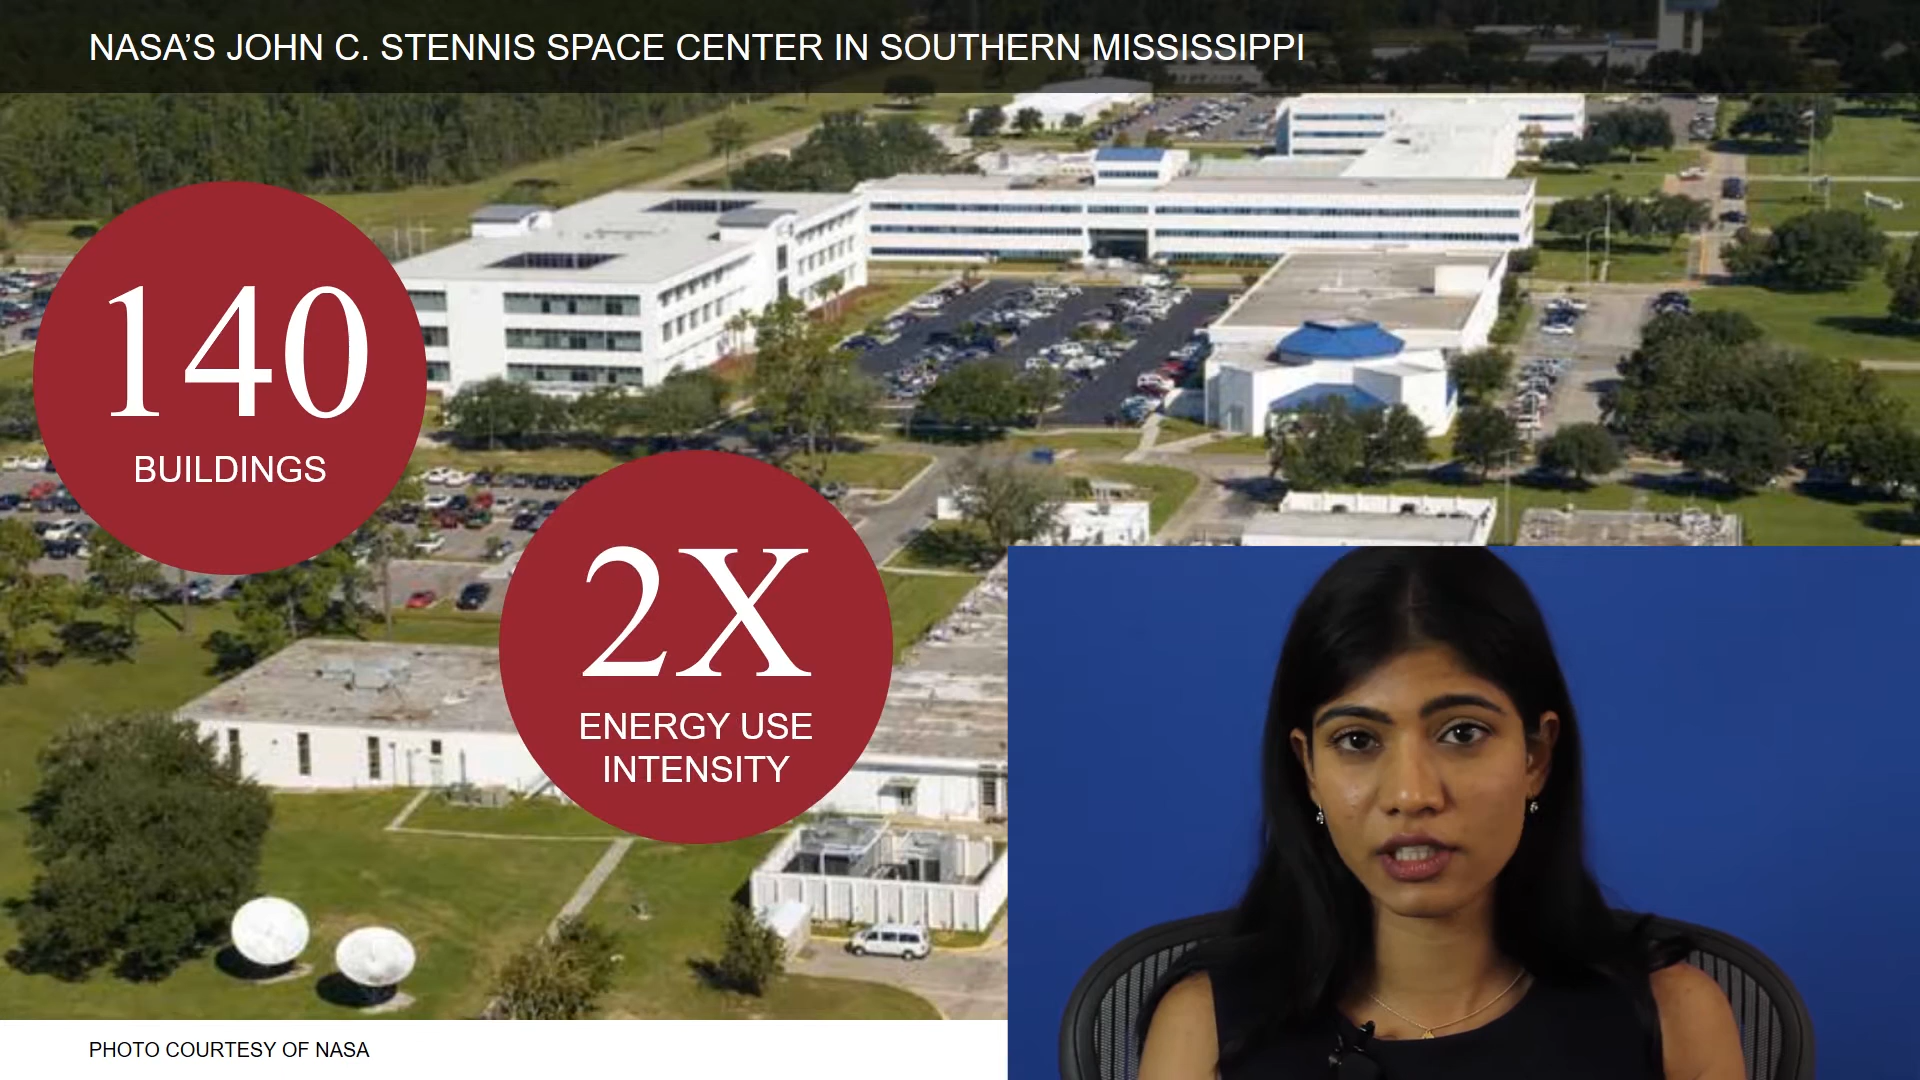 NASA’S JOHN C. STENNIS SPACE CENTER IN SOUTHERN MISSISSIPPI
140
BUILDINGS
2X
ENERGY USE
INTENSITY
PHOTO COURTESY OF NASA